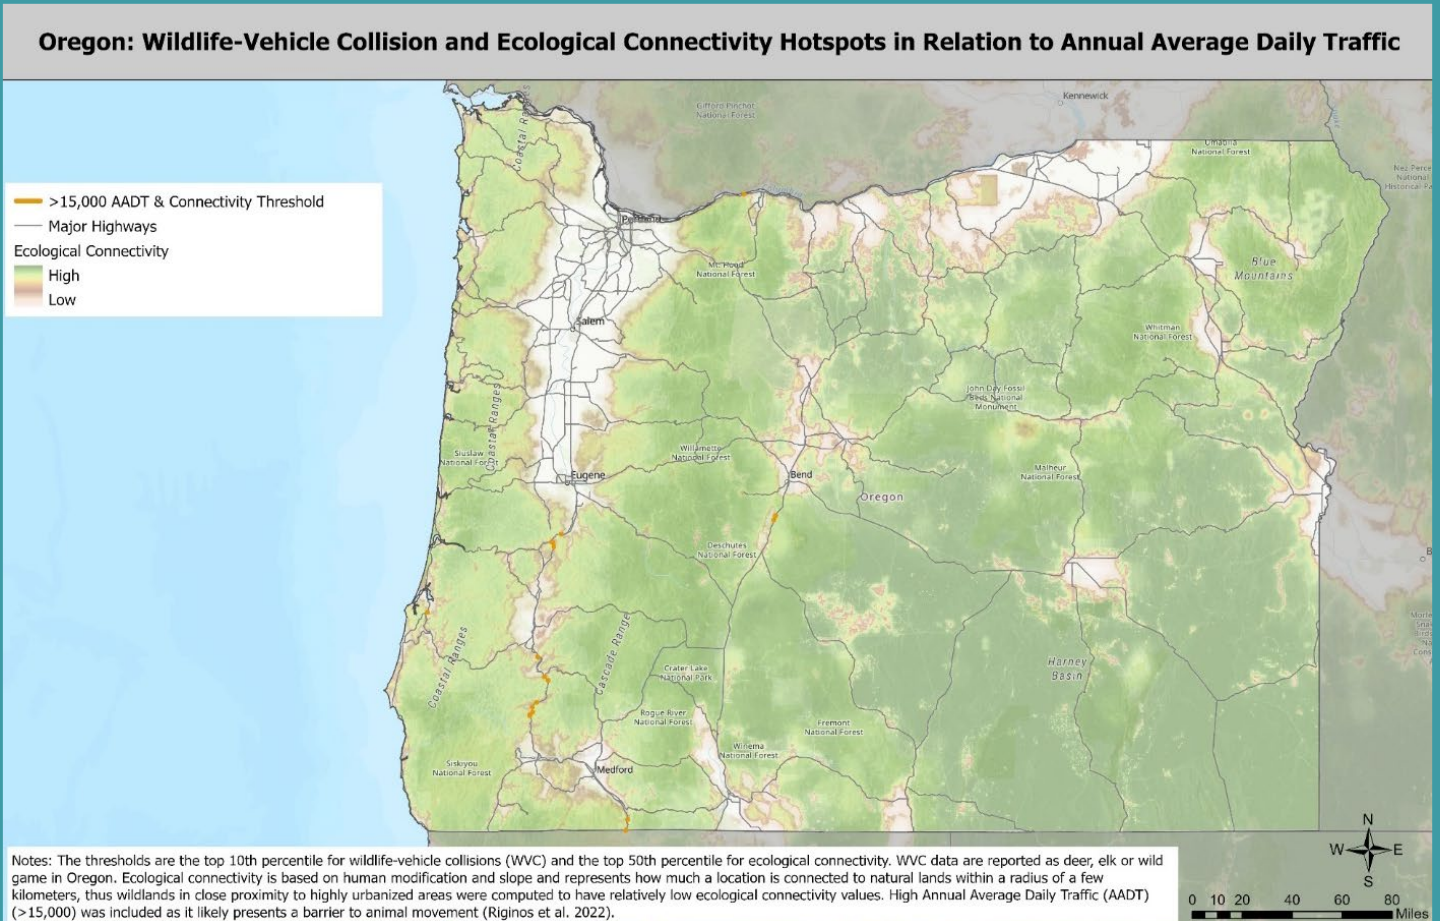 Oregon: Wildlife-Vehicle Collision and Ecological Connectivity Hotspots in Relation to Annual Average Daily Traffic
>15,000 AADT & Connectivity Threshold
Major Highways
Ecological Connectivity
High
Low
Gifford Pinchot
National Forest
Kennewick
Umatilla
National Forest
Nez Perce
National
Coastal
Mt. Hood
National Forest
Blue
Mountains
Salem
Whitman
National Forest
John Day Fossil
Beds National
Monument
Coastal Ranges
Siuslaw
National Forest
Willamette
National Forest
Eugene
Bend
Oregon
Malheur
National Forest
Deschutes
National Forest
Coastal Ranges
Cascade Range
Crater Lake
National Park
Harney
Basin
Rogue River
National Forest
Fremont
National Forest
Winema
National Forest
Siskiyou
National Forest
Medford
Notes: The thresholds are the top 10th percentile for wildlife-vehicle collisions (WVC) and the top 50th percentile for ecological connectivity. WVC data are reported as deer, elk or wild
game in Oregon. Ecological connectivity is based on human modification and slope and represents how much a location is connected to natural lands within a radius of a few
kilometers, thus wildlands in close proximity to highly urbanized areas were computed to have relatively low ecological connectivity values. High Annual Average Daily Traffic (AADT)
(>15,000) was included as it likely presents a barrier to animal movement (Riginos et al. 2022).
N
W E
S
0 10 20 40 60 80
Miles